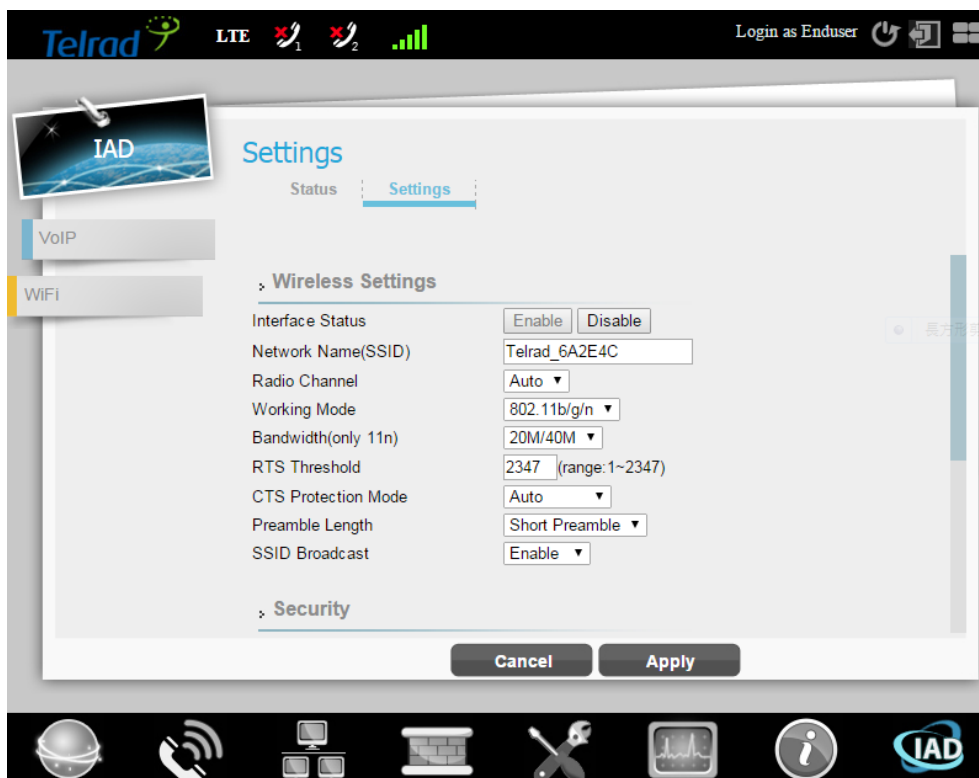 Telrad LTE 1 2 Login as Enduser
IAD
Settings
Status Settings
VoIP
WiFi
Wireless Settings
Interface Status Enable Disable
Network Name(SSID) Telrad_6A2E4C
Radio Channel Auto
Working Mode 802.11b/g/n
Bandwidth(only 11n) 20M/40M
RTS Threshold 2347 (range:1~2347)
CTS Protection Mode Auto
Preamble Length Short Preamble
SSID Broadcast Enable
Security
Cancel Apply
IAD